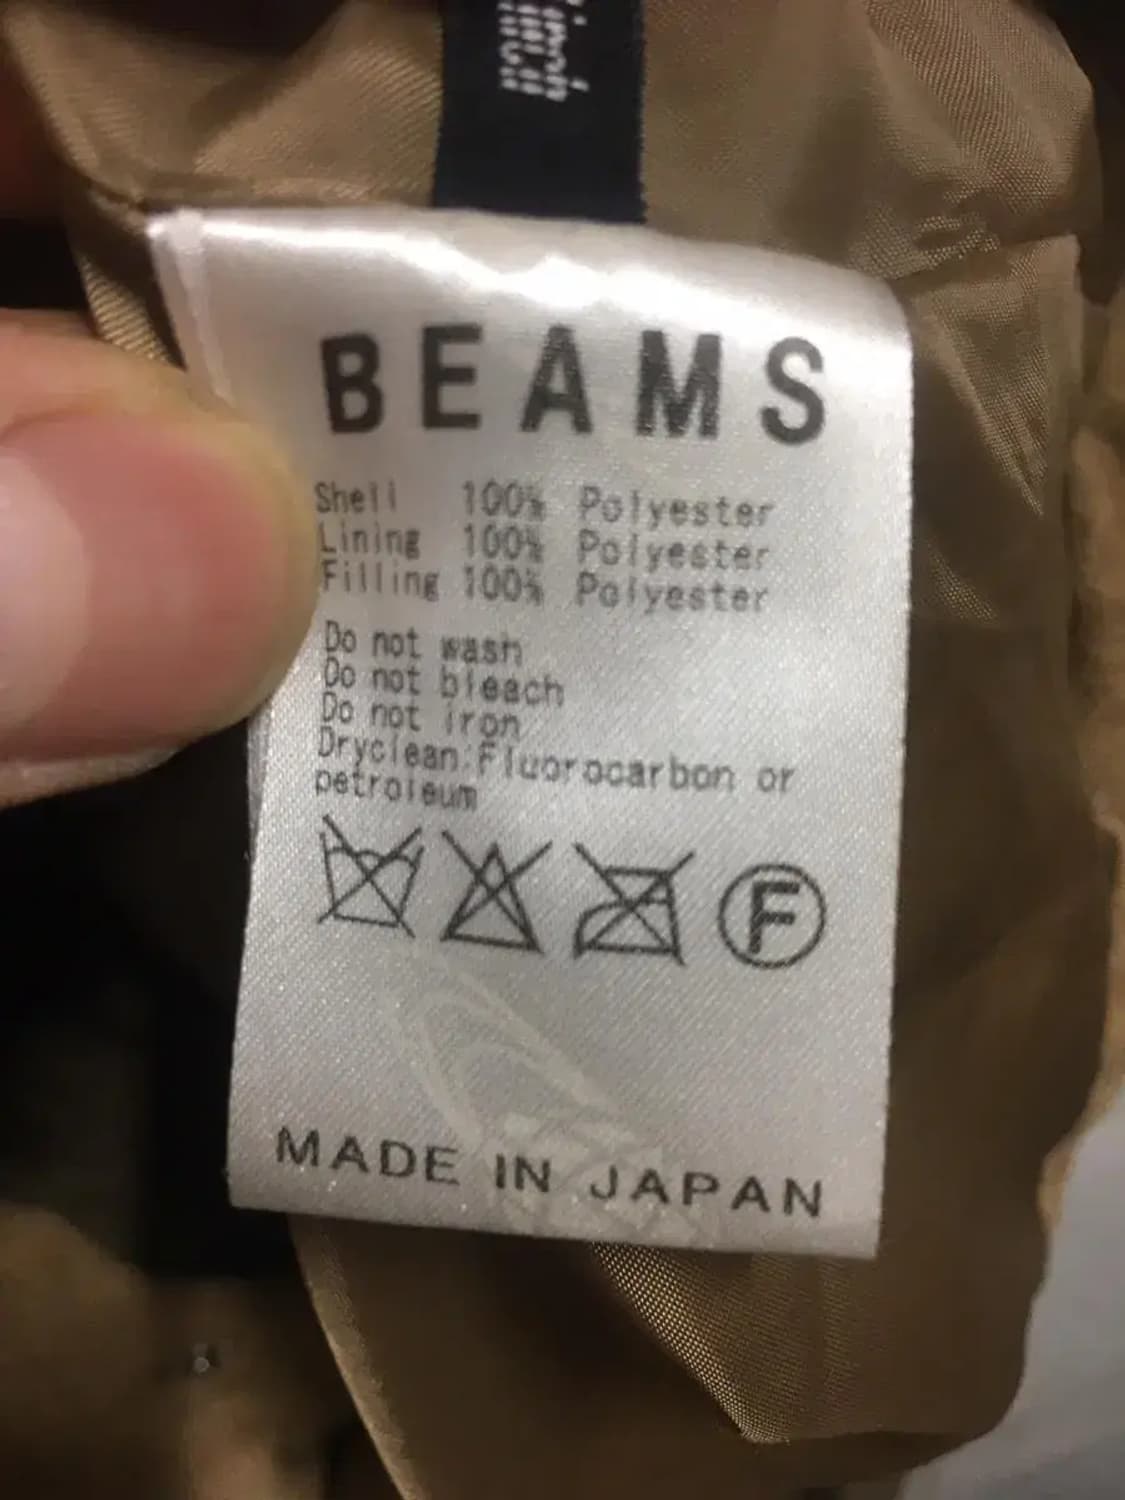 BEAMS
Shell 100% Polyester
Lining 100% Polyester
Filling 100% Polyester
Do not wash
Do not bleach
Do not iron
Dryclean:Fluorocarbon or
petroleum
F
MADE IN JAPAN